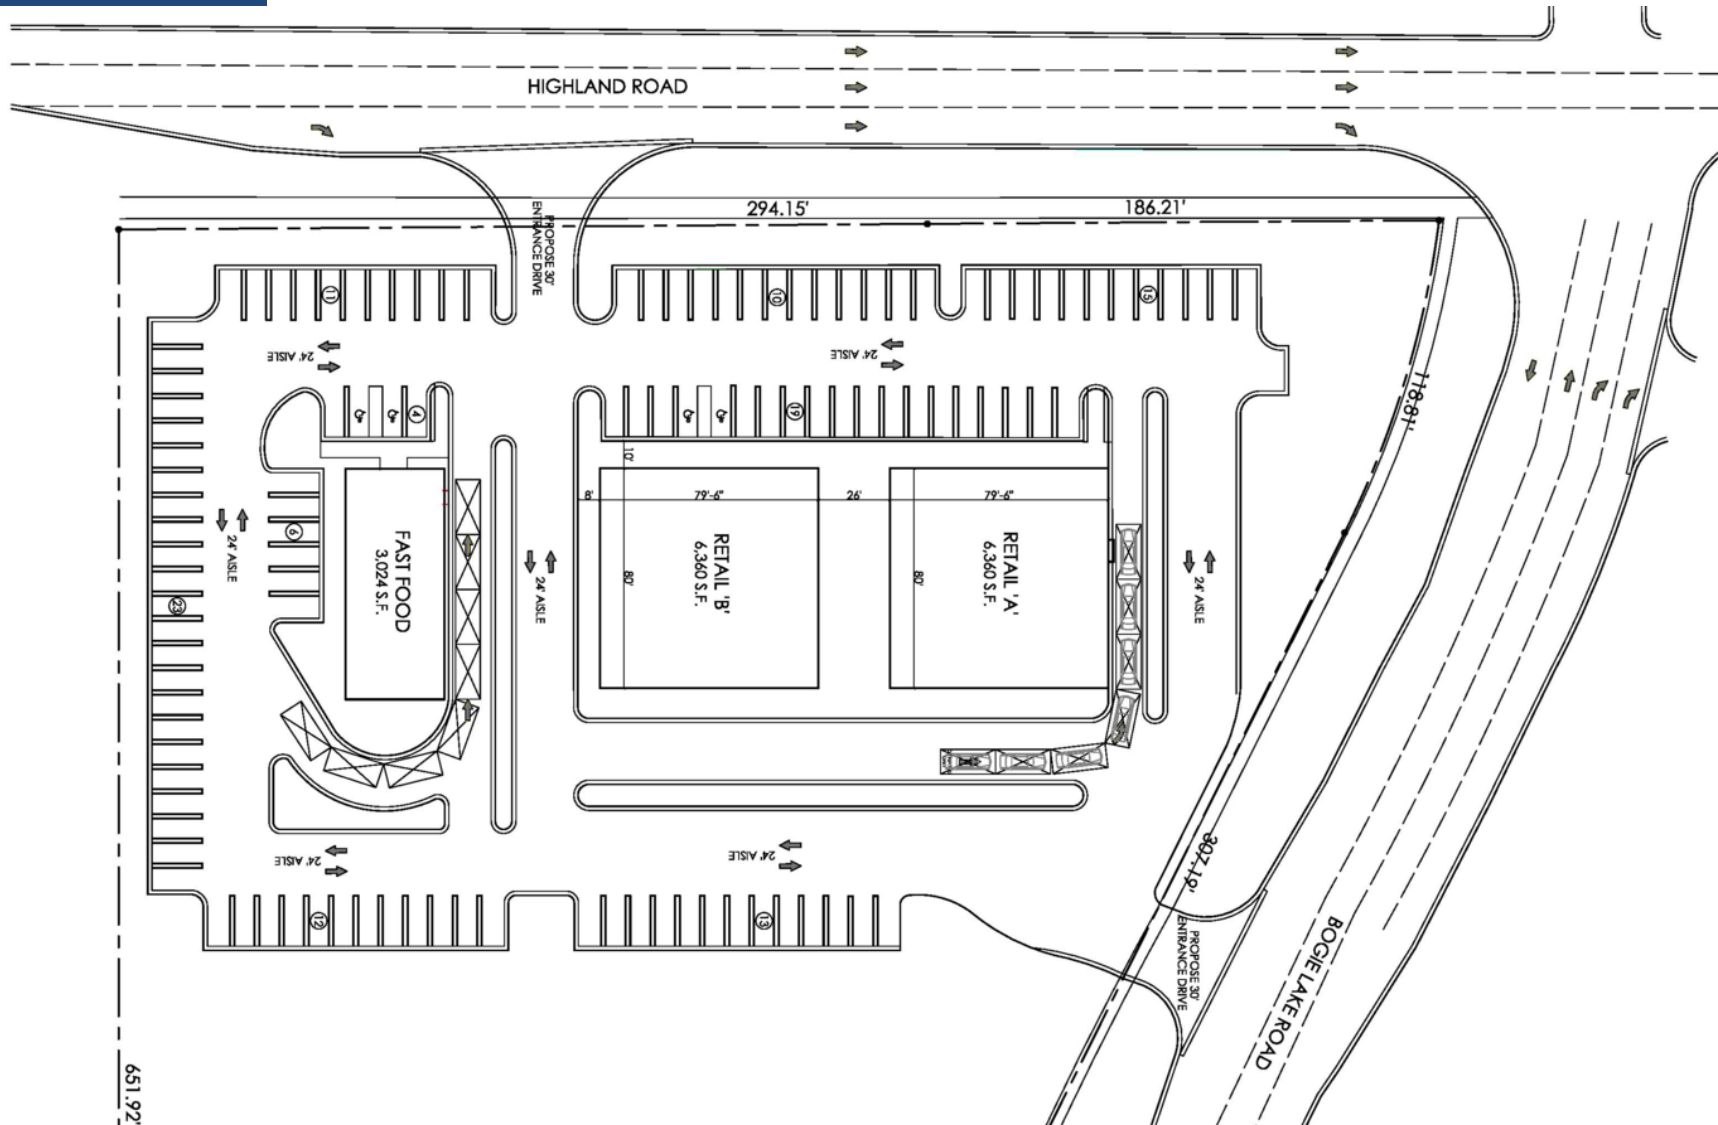 HIGHLAND ROAD
294.15'
186.21'
PROPOSE 30'
ENTRANCE DRIVE
11
10
15
24' AISLE
24' AISLE
118.81'
4
19
10'
8'
79'-6"
26'
79'-6"
24' AISLE
6
FAST FOOD
3,024 S.F.
24' AISLE
80'
RETAIL 'B'
6,360 S.F.
80'
RETAIL 'A'
6,360 S.F.
24' AISLE
23
307.19'
24' AISLE
24' AISLE
12
13
PROPOSE 30'
ENTRANCE DRIVE
BOGIE LAKE ROAD
651.92'